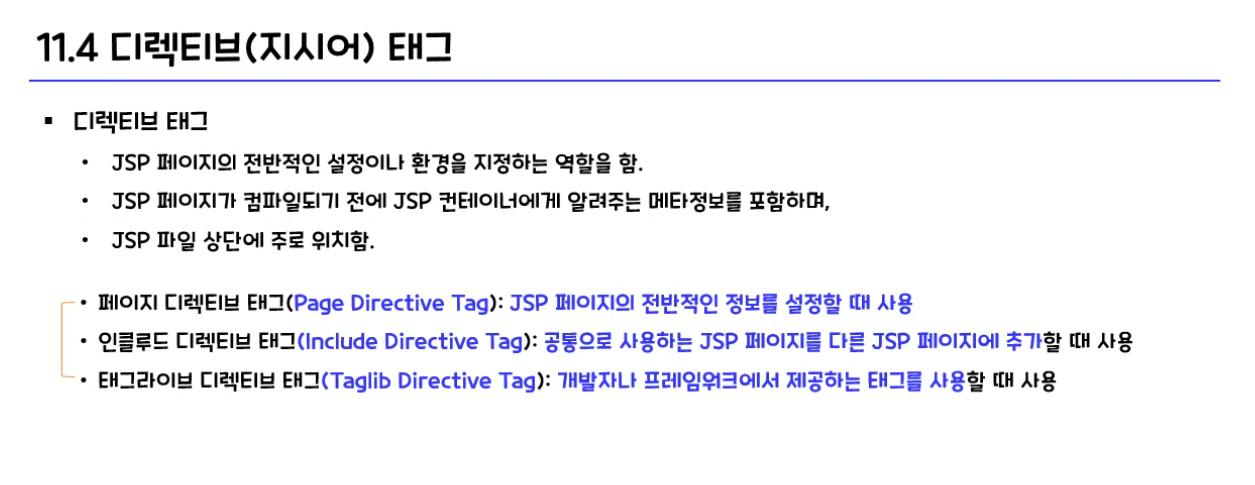 11.4 디렉티브(지시어) 태그
▪ 디렉티브 태그
• JSP 페이지의 전반적인 설정이나 환경을 지정하는 역할을 함.
• JSP 페이지가 컴파일되기 전에 JSP 컨테이너에게 알려주는 메타정보를 포함하며,
• JSP 파일 상단에 주로 위치함.
• 페이지 디렉티브 태그(Page Directive Tag): JSP 페이지의 전반적인 정보를 설정할 때 사용
• 인클루드 디렉티브 태그(Include Directive Tag): 공통으로 사용하는 JSP 페이지를 다른 JSP 페이지에 추가할 때 사용
• 태그라이브 디렉티브 태그(Taglib Directive Tag): 개발자나 프레임워크에서 제공하는 태그를 사용할 때 사용